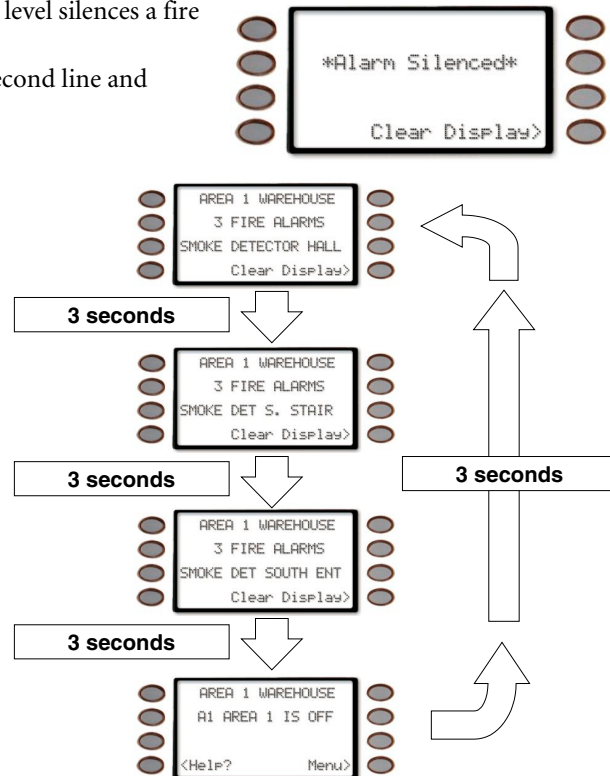 level silences a fire
econd line and
*Alarm Silenced*
Clear Display>
AREA 1 WAREHOUSE
3 FIRE ALARMS
SMOKE DETECTOR HALL
Clear Display>
3 seconds
AREA 1 WAREHOUSE
3 FIRE ALARMS
SMOKE DET S. STAIR
Clear Display>
3 seconds
3 seconds
AREA 1 WAREHOUSE
3 FIRE ALARMS
SMOKE DET SOUTH ENT
Clear Display>
3 seconds
AREA 1 WAREHOUSE
A1 AREA 1 IS OFF
<Help? Menu>